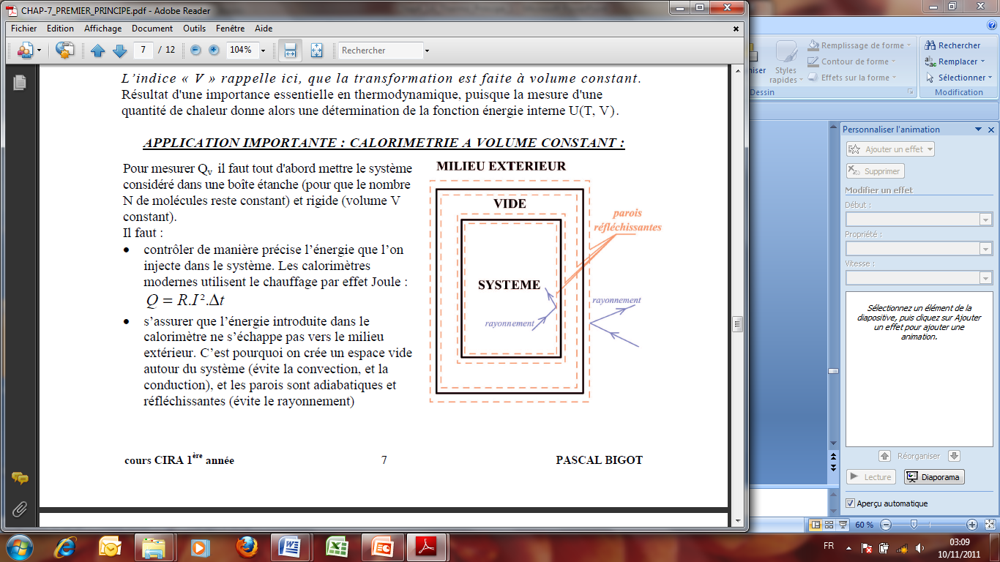 CHAP-7_PREMIER_PRINCIPE.pdf - Adobe Reader
Fichier Edition Affichage Document Outils Fenêtre Aide
7 / 12 104% Rechercher
L'indice « V » rappelle ici, que la transformation est faite à volume constant.
Résultat d'une importance essentielle en thermodynamique, puisque la mesure d'une
quantité de chaleur donne alors une détermination de la fonction énergie interne U(T, V).
APPLICATION IMPORTANTE : CALORIMETRIE A VOLUME CONSTANT :
Pour mesurer Qv il faut tout d'abord mettre le système
considéré dans une boîte étanche (pour que le nombre
N de molécules reste constant) et rigide (volume V
constant).
Il faut :
• contrôler de manière précise l'énergie que l'on
injecte dans le système. Les calorimètres
modernes utilisent le chauffage par effet Joule :
Q = R.I².Δt
• s'assurer que l'énergie introduite dans le
calorimètre ne s'échappe pas vers le milieu
extérieur. C'est pourquoi on crée un espace vide
autour du système (évite la convection, et la
conduction), et les parois sont adiabatiques et
réfléchissantes (évite le rayonnement)
MILIEU EXTERIEUR
VIDE
parois
réfléchissantes
SYSTEME
rayonnement
rayonnement
cours CIRA 1ère année 7 PASCAL BIGOT
Styles
rapides
Remplissage de forme
Contour de forme
Effets sur la forme
Dessin
Rechercher
Remplacer
Sélectionner
Modification
Personnaliser l'animation
Ajouter un effet
Supprimer
Modifier un effet
Début :
Propriété :
Vitesse :
Sélectionnez un élément de la
diapositive, puis cliquez sur Ajouter
un effet pour ajouter une
animation.
Réorganiser
Lecture Diaporama
Aperçu automatique
60 %
FR
03:09
10/11/2011